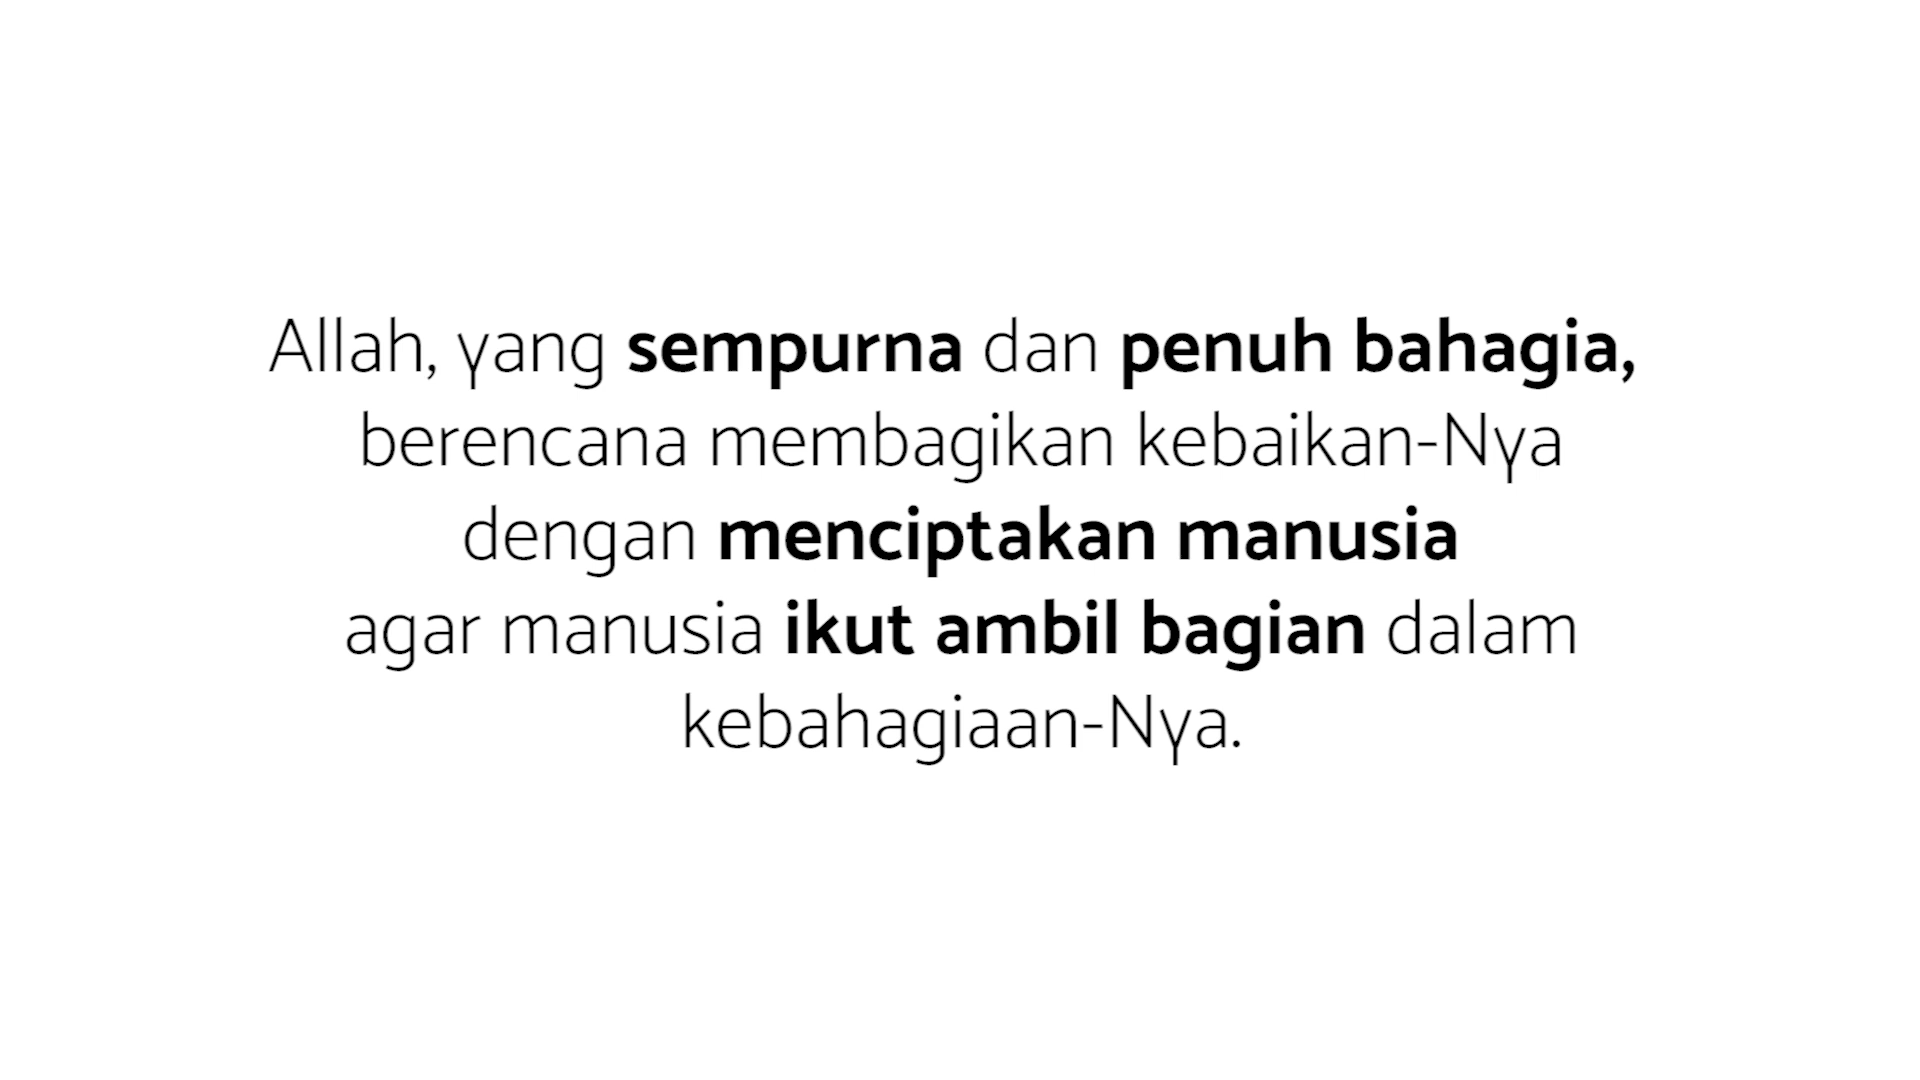 Allah, yang sempurna dan penuh bahagia,
berencana membagikan kebaikan-Nya
dengan menciptakan manusia
agar manusia ikut ambil bagian dalam
kebahagiaan-Nya.